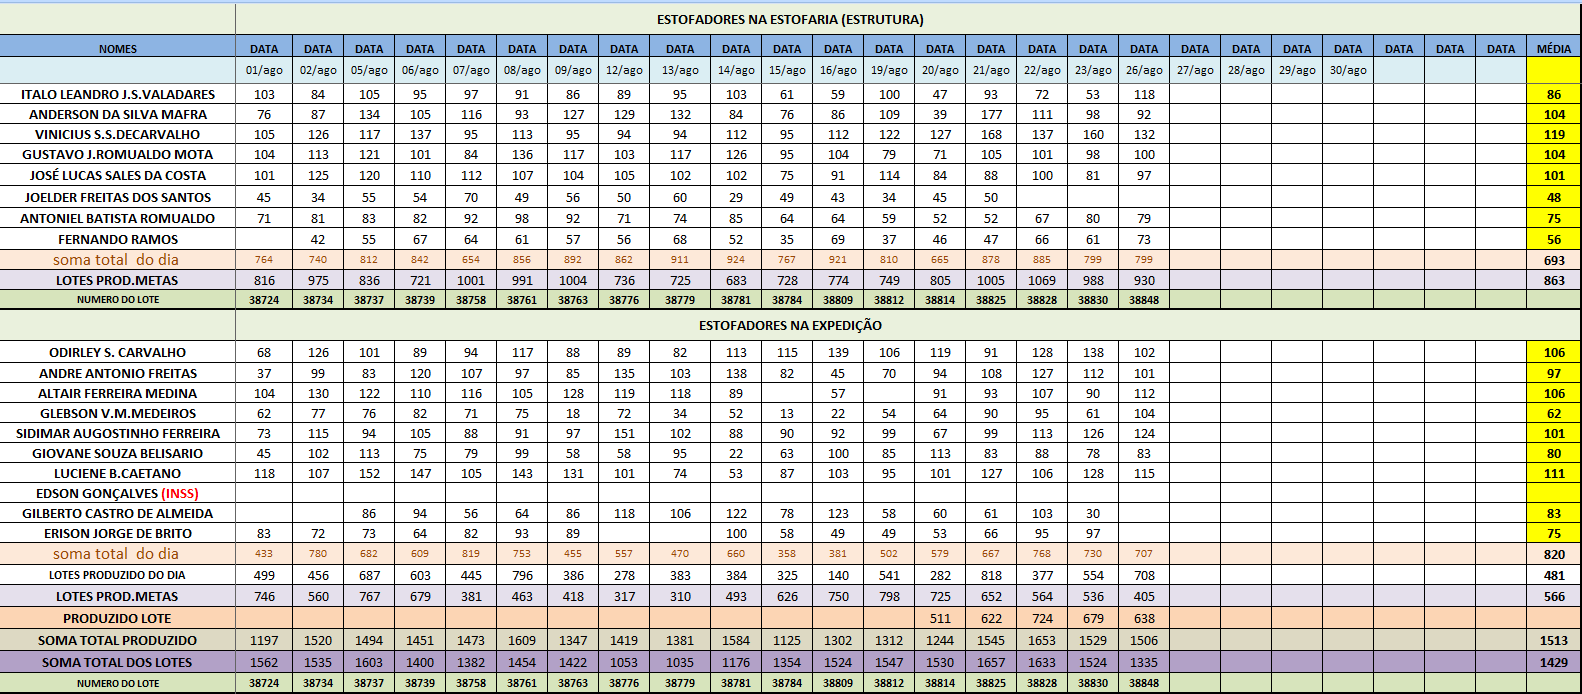 ESTOFADORES NA ESTOFARIA (ESTRUTURA)
NOMES DATA DATA DATA DATA DATA DATA DATA DATA DATA DATA DATA DATA DATA DATA DATA DATA DATA DATA DATA DATA DATA DATA DATA DATA DATA MÉDIA
01/ago 02/ago 05/ago 06/ago 07/ago 08/ago 09/ago 12/ago 13/ago 14/ago 15/ago 16/ago 19/ago 20/ago 21/ago 22/ago 23/ago 26/ago 27/ago 28/ago 29/ago 30/ago
ITALO LEANDRO J.S.VALADARES 103 84 105 95 97 91 86 89 95 103 61 59 100 47 93 72 53 118 86
ANDERSON DA SILVA MAFRA 76 87 134 105 116 93 127 129 132 84 76 86 109 39 177 111 98 92 104
VINICIUS S.S.DECARVALHO 105 126 117 137 95 113 95 94 94 112 95 112 122 127 168 137 160 132 119
GUSTAVO J.ROMUALDO MOTA 104 113 121 101 84 136 117 103 117 126 95 104 79 71 105 101 98 100 104
JOSÉ LUCAS SALES DA COSTA 101 125 120 110 112 107 104 105 102 102 75 91 114 84 88 100 81 97 101
JOELDER FREITAS DOS SANTOS 45 34 55 54 70 49 56 50 60 29 49 43 34 45 50 48
ANTONIEL BATISTA ROMUALDO 71 81 83 82 92 98 92 71 74 85 64 64 59 52 52 67 80 79 75
FERNANDO RAMOS 42 55 67 64 61 57 56 68 52 35 69 37 46 47 66 61 73 56
soma total do dia 764 740 812 842 654 856 892 862 911 924 767 921 810 665 878 885 799 799 693
LOTES PROD.METAS 816 975 836 721 1001 991 1004 736 725 683 728 774 749 805 1005 1069 988 930 863
NUMERO DO LOTE 38724 38734 38737 38739 38758 38761 38763 38776 38779 38781 38784 38809 38812 38814 38825 38828 38830 38848
ESTOFADORES NA EXPEDIÇÃO
ODIRLEY S. CARVALHO 68 126 101 89 94 117 88 89 82 113 115 139 106 119 91 128 138 102 106
ANDRE ANTONIO FREITAS 37 99 83 120 107 97 85 135 103 138 82 45 70 94 108 127 112 101 97
ALTAIR FERREIRA MEDINA 104 130 122 110 116 105 128 119 118 89 57 91 93 107 90 112 106
GLEBSON V.M.MEDEIROS 62 77 76 82 71 75 18 72 34 52 13 22 54 64 90 95 61 104 62
SIDIMAR AUGOSTINHO FERREIRA 73 115 94 105 88 91 97 151 102 88 90 92 99 67 99 113 126 124 101
GIOVANE SOUZA BELISARIO 45 102 113 75 79 99 58 58 95 22 63 100 85 113 83 88 78 83 80
LUCIENE B.CAETANO 118 107 152 147 105 143 131 101 74 53 87 103 95 101 127 106 128 115 111
EDSON GONÇALVES (INSS)
GILBERTO CASTRO DE ALMEIDA 86 94 56 64 86 118 106 122 78 123 58 60 61 103 30 83
ERISON JORGE DE BRITO 83 72 73 64 82 93 89 100 58 49 49 53 66 95 97 75
soma total do dia 433 780 682 609 819 753 455 557 470 660 358 381 502 579 667 768 730 707 820
LOTES PRODUZIDO DO DIA 499 456 687 603 445 796 386 278 383 384 325 140 541 282 818 377 554 708 481
LOTES PROD.METAS 746 560 767 679 381 463 418 317 310 493 626 750 798 725 652 564 536 405 566
PRODUZIDO LOTE 511 622 724 679 638
SOMA TOTAL PRODUZIDO 1197 1520 1494 1451 1473 1609 1347 1419 1381 1584 1125 1302 1312 1244 1545 1653 1529 1506 1513
SOMA TOTAL DOS LOTES 1562 1535 1603 1400 1382 1454 1422 1053 1035 1176 1354 1524 1547 1530 1657 1633 1524 1335 1429
NUMERO DO LOTE 38724 38734 38737 38739 38758 38761 38763 38776 38779 38781 38784 38809 38812 38814 38825 38828 38830 38848